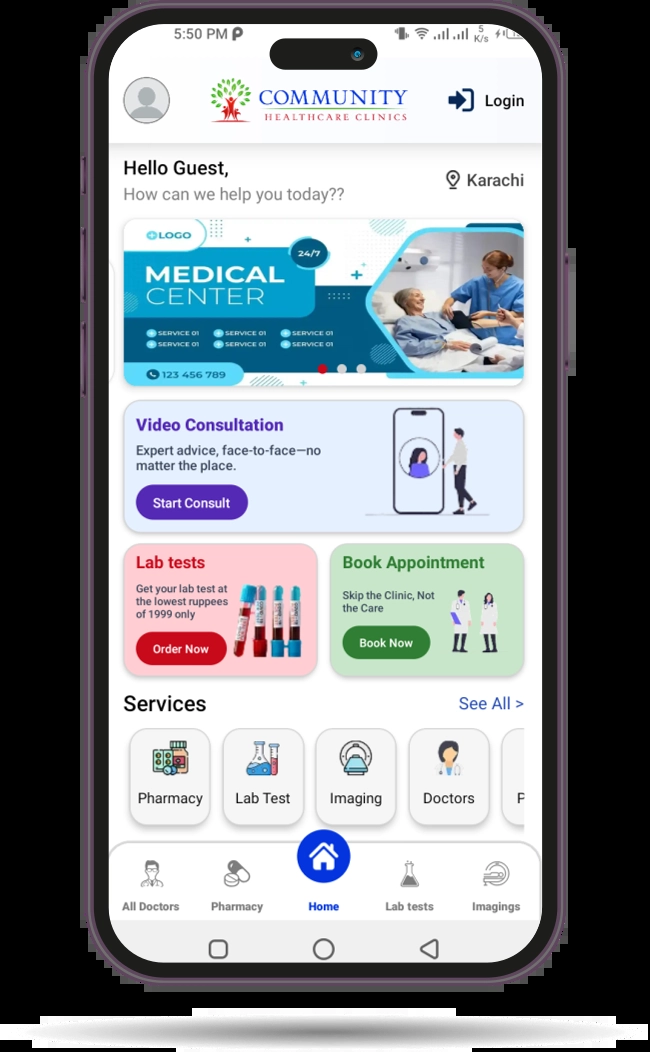 5:50 PM
5
K/s
COMMUNITY
HEALTHCARE CLINICS
Login
Hello Guest,
How can we help you today??
Karachi
LOGO
24/7
MEDICAL
CENTER
SERVICE 01 SERVICE 01 SERVICE 01
SERVICE 01 SERVICE 01 SERVICE 01
123 456 789
Video Consultation
Expert advice, face-to-face—no
matter the place.
Start Consult
Lab tests
Get your lab test at
the lowest ruppees
of 1999 only
Order Now
Book Appointment
Skip the Clinic, Not
the Care
Book Now
Services
See All >
Pharmacy
Lab Test
Imaging
Doctors
P
All Doctors
Pharmacy
Home
Lab tests
Imagings